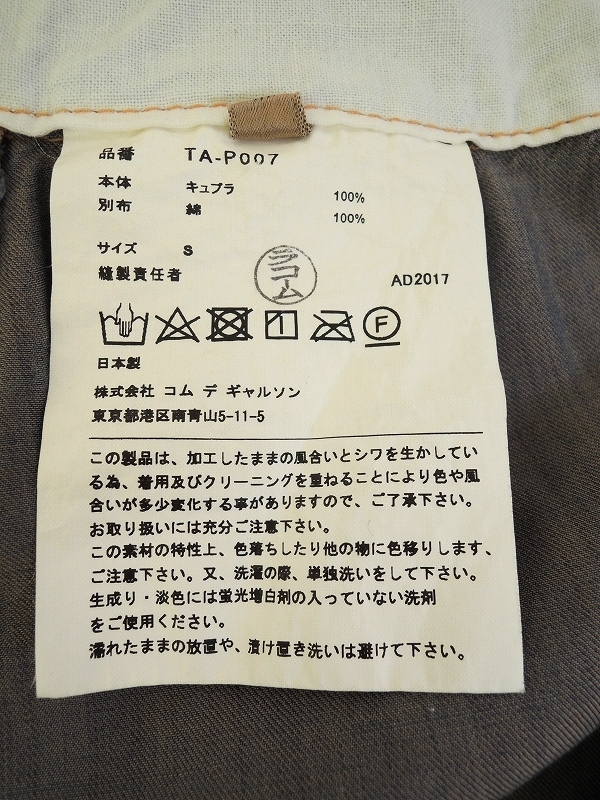 品番 TA-P007
本体 キュプラ 100%
別布 綿 100%
サイズ S
縫製責任者 ラコム AD2017
1 F
日本製
株式会社 コム デ ギャルソン
東京都港区南青山5-11-5
この製品は、加工したままの風合いとシワを生かしてい
る為、着用及びクリーニングを重ねることにより色や風
合いが多少変化する事がありますので、ご了承下さい。
お取り扱いには充分ご注意下さい。
この素材の特性上、色落ちしたり他の物に色移りします、
ご注意下さい。又、洗濯の際、単独洗いをして下さい。
生成り・淡色には蛍光増白剤の入っていない洗剤
をご使用ください。
濡れたままの放置や、漬け置き洗いは避けて下さい。